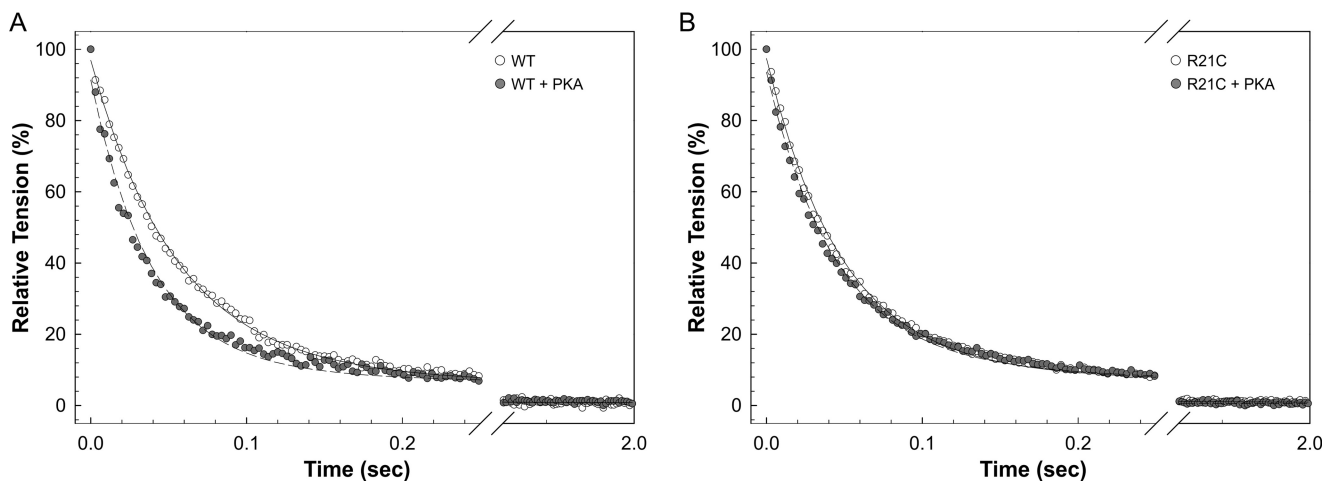 A
WT
WT + PKA
Relative Tension (%)
100
80
60
40
20
0
0.0
0.1
0.2
2.0
Time (sec)
B
R21C
R21C + PKA
Relative Tension (%)
100
80
60
40
20
0
0.0
0.1
0.2
2.0
Time (sec)